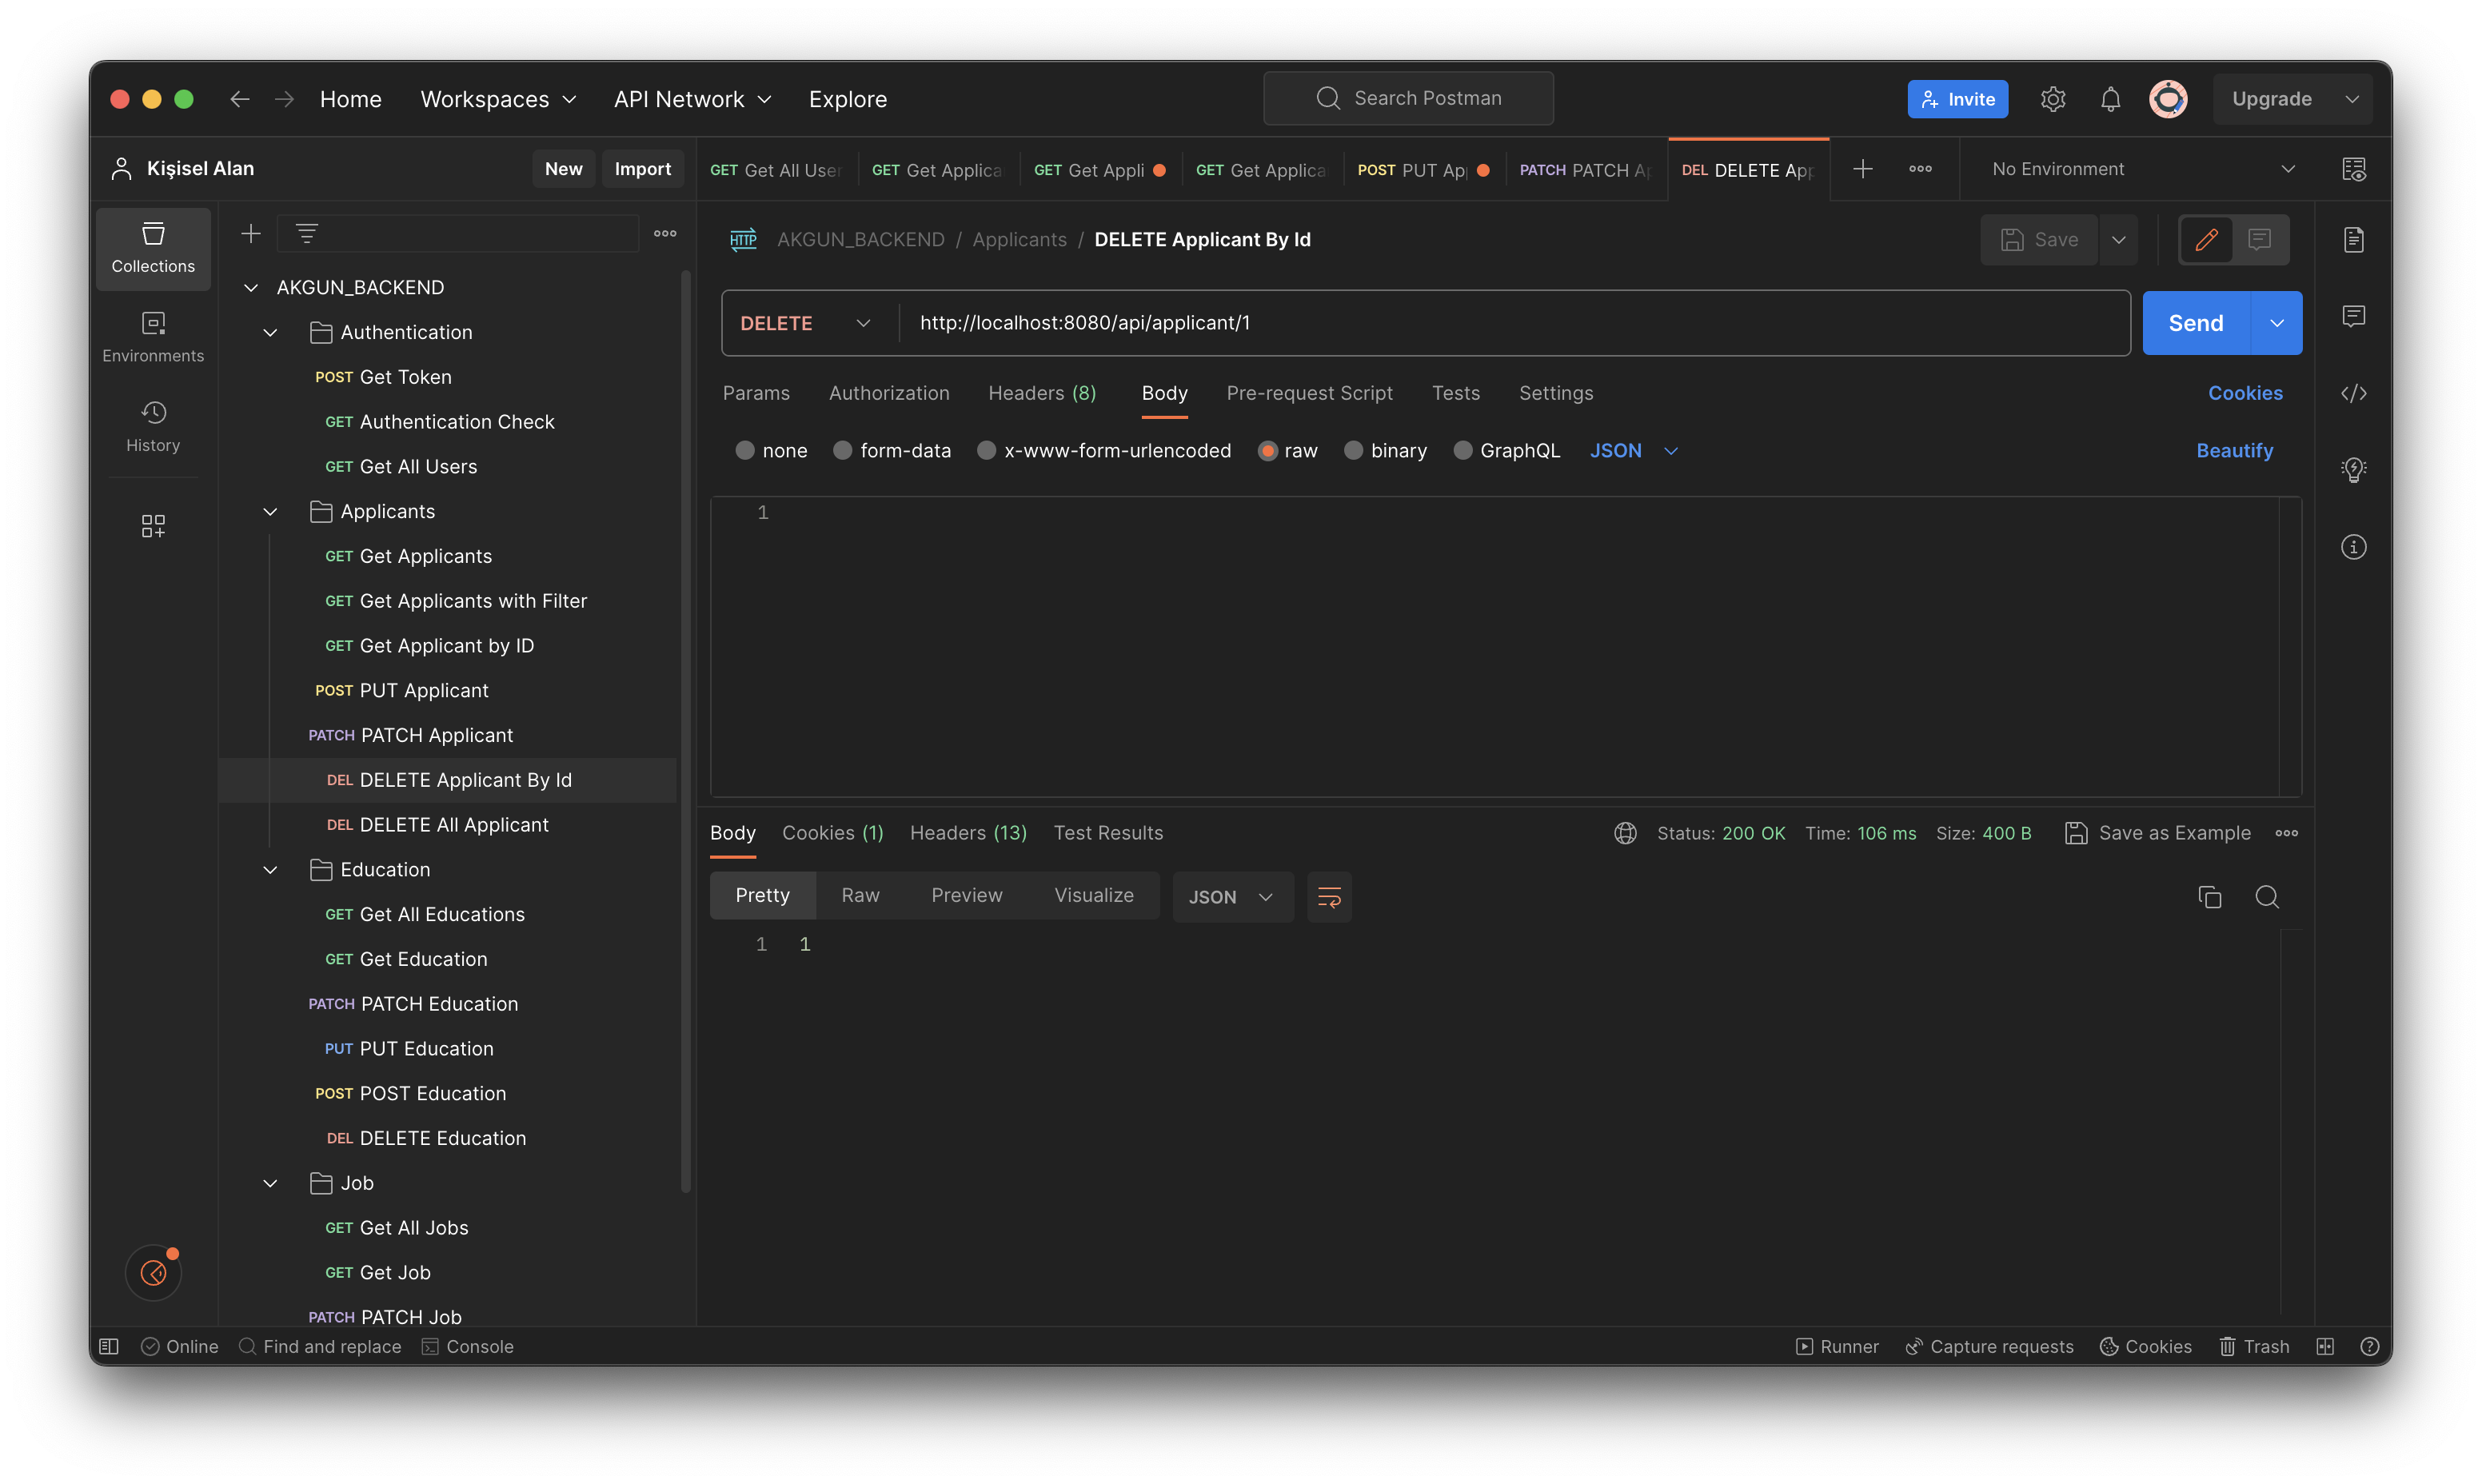 Home
Workspaces
API Network
Explore
Search Postman
Invite
Upgrade
Kişisel Alan
New
Import
GET Get All User
GET Get Applica
GET Get Appli
GET Get Applica
POST PUT Ap
PATCH PATCH A
DEL DELETE App
No Environment
Collections
Environments
History
AKGUN_BACKEND
Authentication
POST Get Token
GET Authentication Check
GET Get All Users
Applicants
GET Get Applicants
GET Get Applicants with Filter
GET Get Applicant by ID
POST PUT Applicant
PATCH PATCH Applicant
DEL DELETE Applicant By Id
DEL DELETE All Applicant
Education
GET Get All Educations
GET Get Education
PATCH PATCH Education
PUT PUT Education
POST POST Education
DEL DELETE Education
Job
GET Get All Jobs
GET Get Job
PATCH PATCH Job
HTTP AKGUN_BACKEND / Applicants / DELETE Applicant By Id
Save
DELETE http://localhost:8080/api/applicant/1
Send
Params Authorization Headers (8) Body Pre-request Script Tests Settings
Cookies
none form-data x-www-form-urlencoded raw binary GraphQL JSON
Beautify
1
Body Cookies (1) Headers (13) Test Results
Status: 200 OK Time: 106 ms Size: 400 B
Save as Example
Pretty Raw Preview Visualize JSON
1 1
Online Find and replace Console
Runner Capture requests Cookies Trash